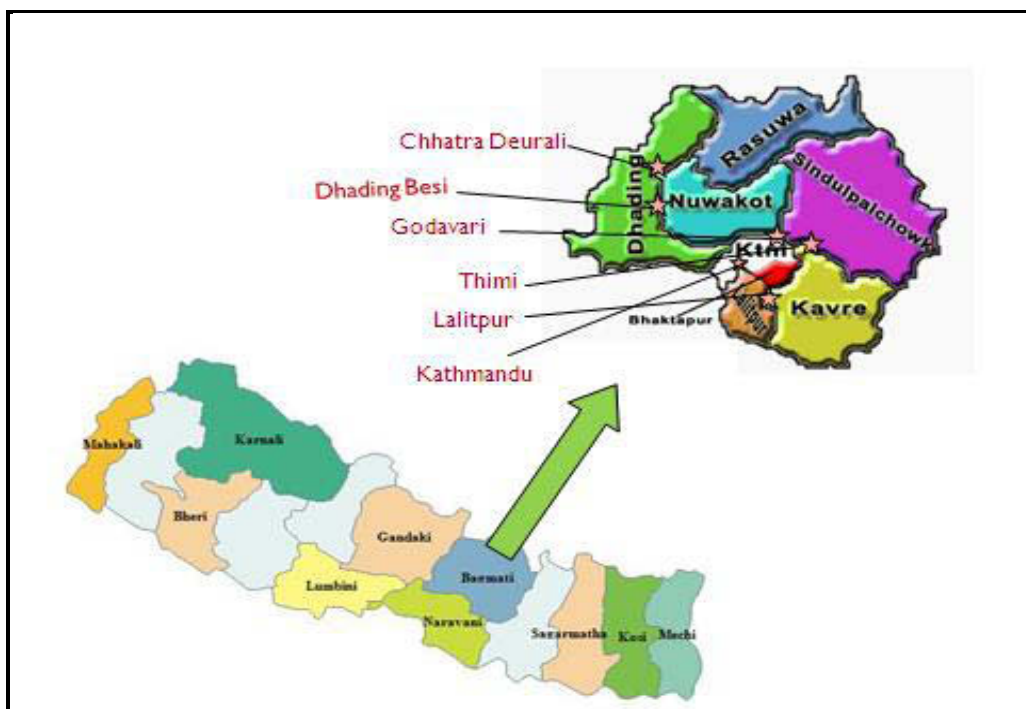 Chhatra Deurali
Dhading Besi
Godavari
Thimi
Lalitpur
Kathmandu
Rasuwa
Sindulpalchowk
Dhading
Nuwakot
Ktm
Bhaktapur
Lalitpur
Kavre
Mahakali
Karnali
Bheri
Gandaki
Lumbini
Bagmati
Narayani
Sagarmatha
Kosi
Mechi